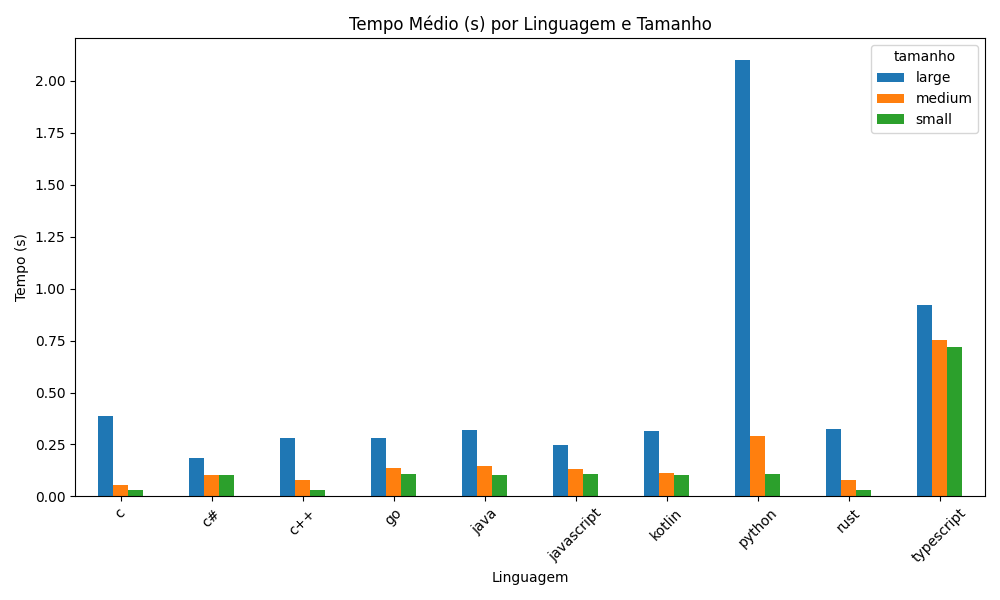 Tempo Médio (s) por Linguagem e Tamanho
tamanho
large
medium
small
Tempo (s)
2.00
1.75
1.50
1.25
1.00
0.75
0.50
0.25
0.00
c
c#
c++
go
java
javascript
kotlin
python
rust
typescript
Linguagem